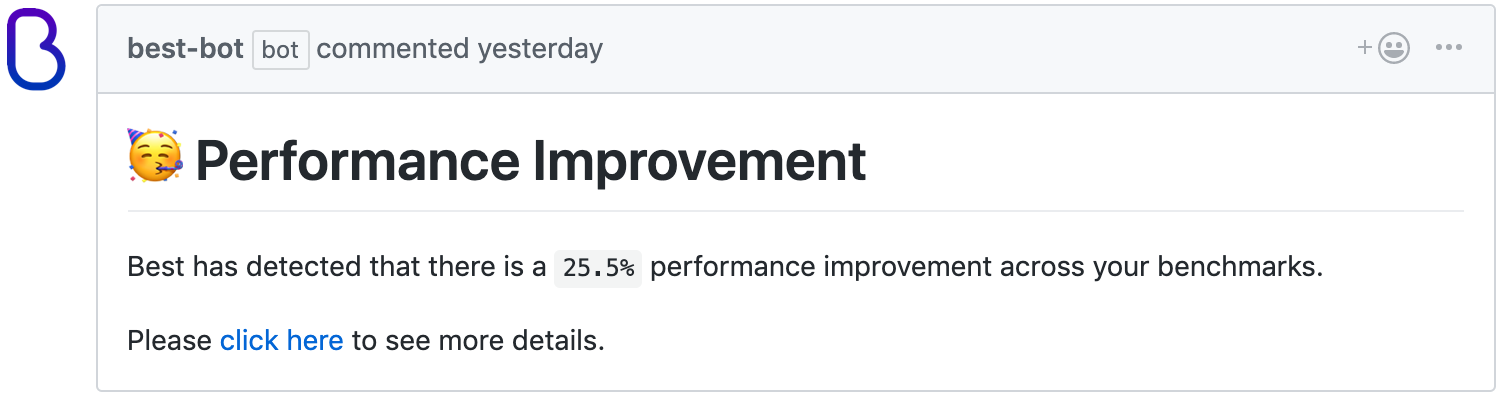 best-bot bot commented yesterday
Performance Improvement
Best has detected that there is a 25.5% performance improvement across your benchmarks.
Please click here to see more details.